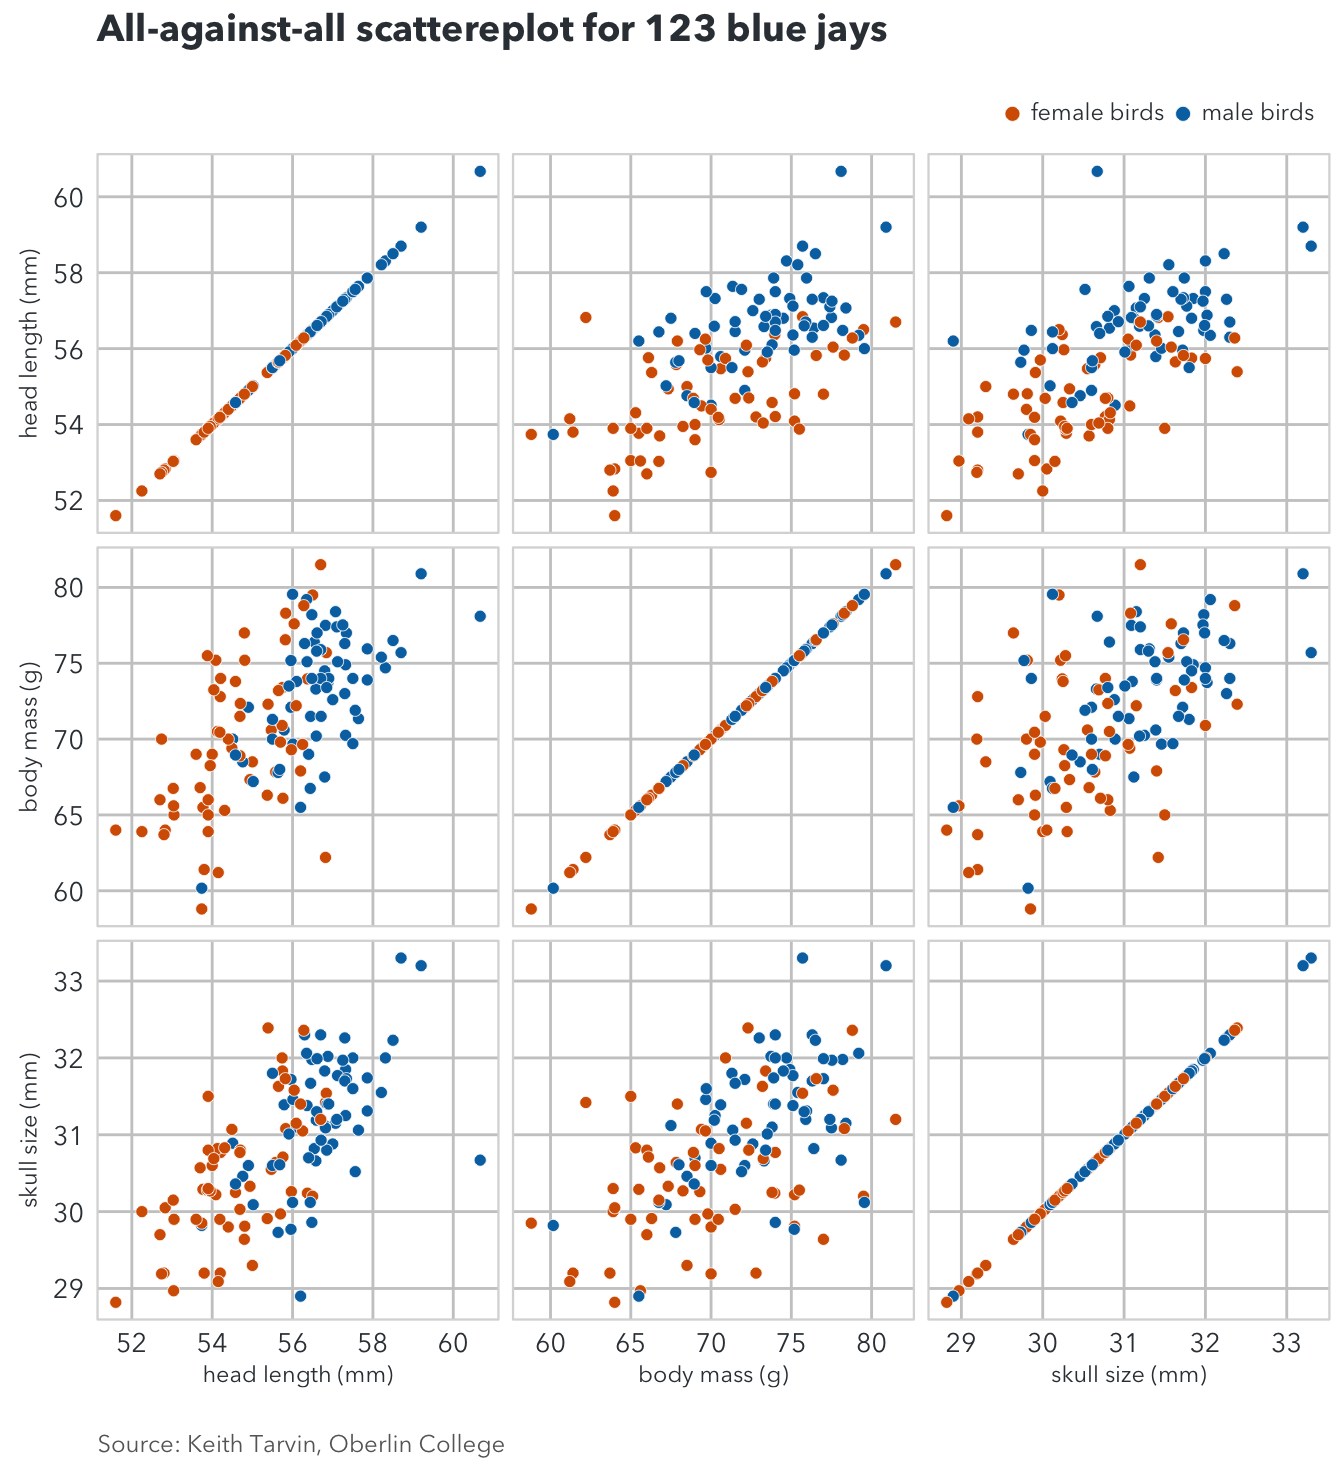 All-against-all scattereplot for 123 blue jays
female birds male birds
head length (mm)
60
58
56
54
52
body mass (g)
80
75
70
65
60
skull size (mm)
33
32
31
30
29
52 54 56 58 60 60 65 70 75 80 29 30 31 32 33
head length (mm) body mass (g) skull size (mm)
Source: Keith Tarvin, Oberlin College